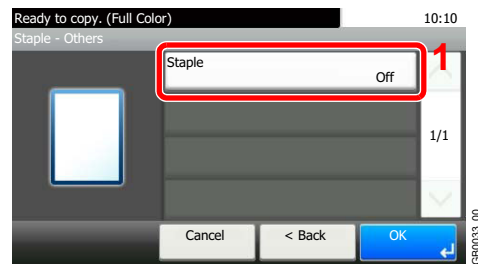 Ready to copy. (Full Color) 10:10
Staple - Others
Staple
Off
1
1/1
Cancel < Back OK
GB0033_00